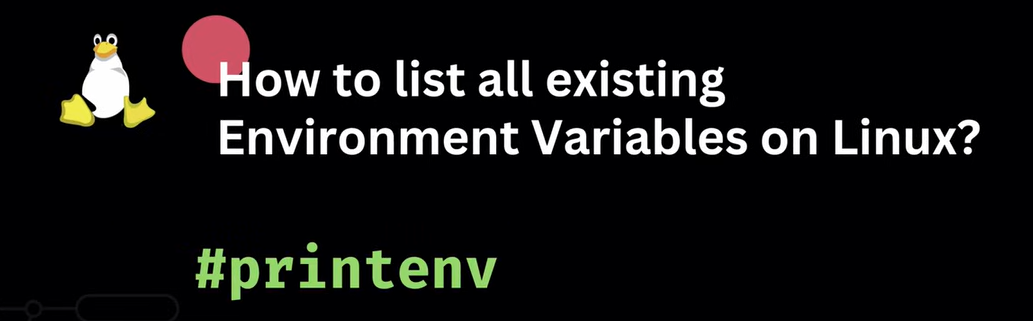 How to list all existing
Environment Variables on Linux?
#printenv